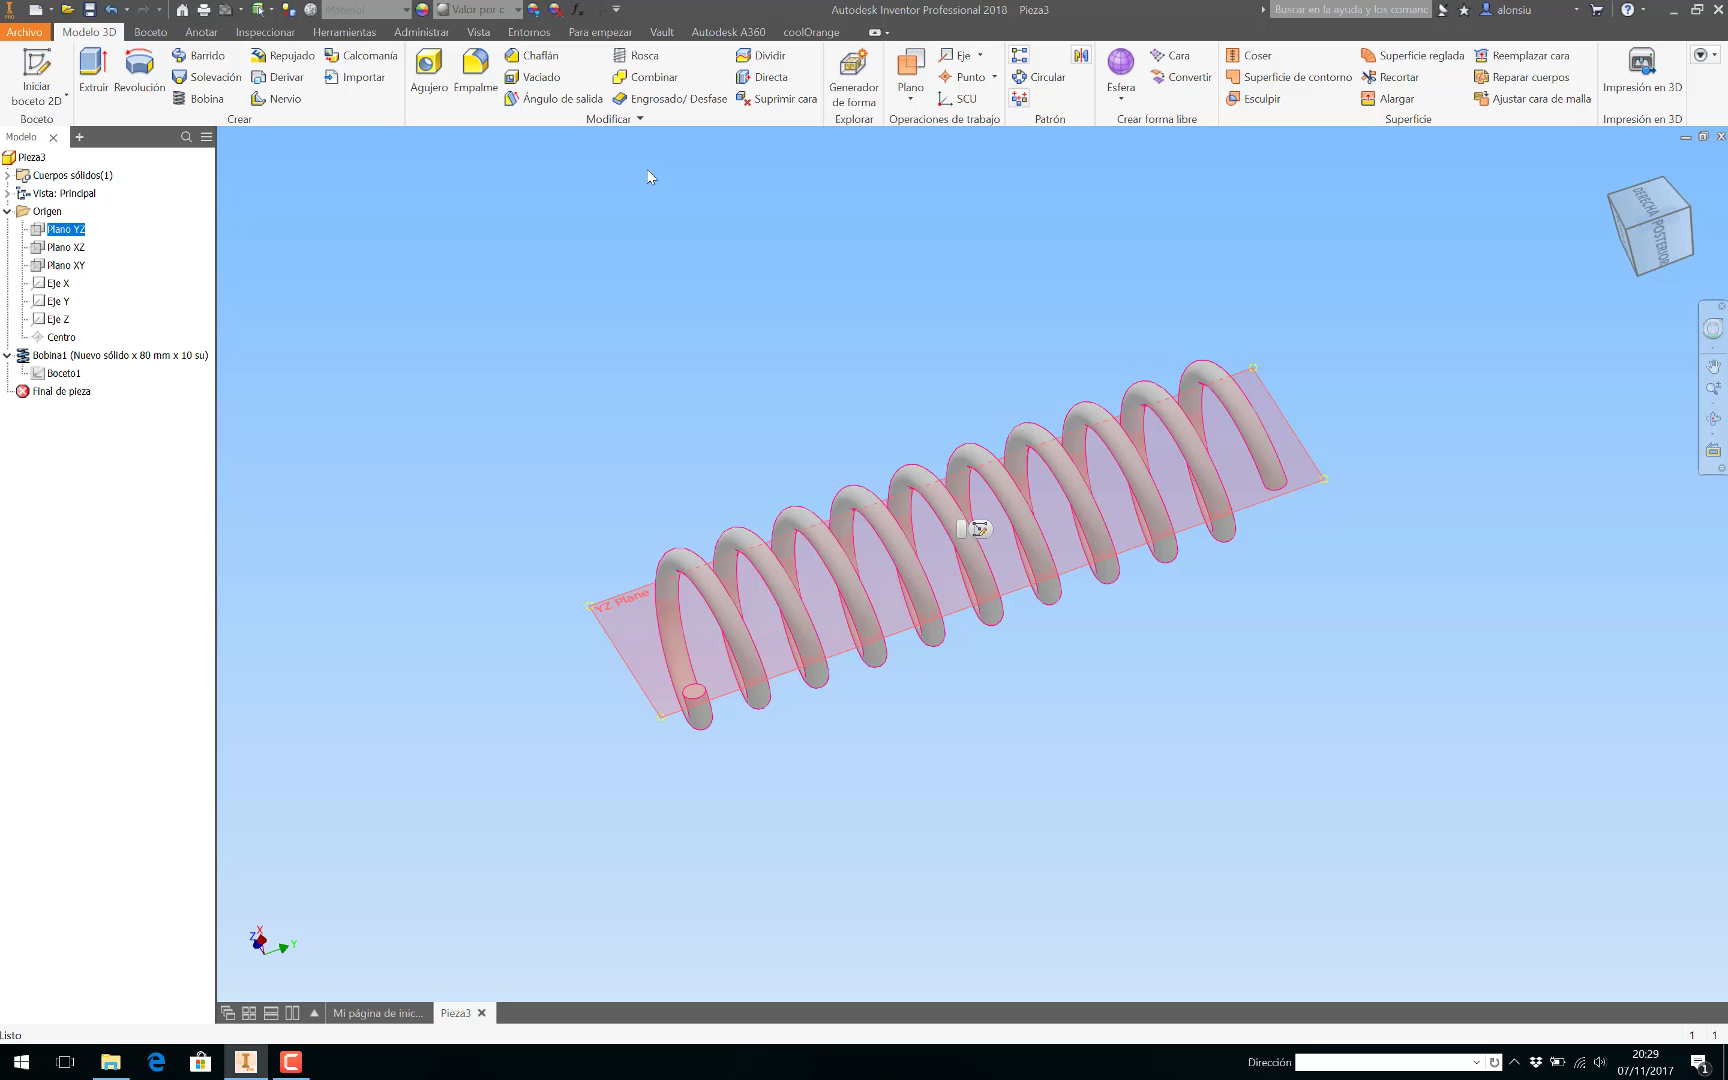 Material
Valor por c
Autodesk Inventor Professional 2018 Pieza3
Buscar en la ayuda y los comanc
alonsiu
Archivo
Modelo 3D
Boceto
Anotar
Inspeccionar
Herramientas
Administrar
Vista
Entornos
Para empezar
Vault
Autodesk A360
coolOrange
Iniciar
boceto 2D
Boceto
Extruir
Revolución
Barrido
Solevación
Bobina
Repujado
Derivar
Nervio
Calcomanía
Importar
Crear
Agujero
Empalme
Chaflán
Vaciado
Ángulo de salida
Rosca
Combinar
Engrosado/ Desfase
Dividir
Directa
Suprimir cara
Modificar
Generador
de forma
Explorar
Plano
Eje
Punto
SCU
Operaciones de trabajo
Circular
Patrón
Esfera
Cara
Convertir
Crear forma libre
Coser
Superficie de contorno
Esculpir
Superficie reglada
Recortar
Alargar
Reemplazar cara
Reparar cuerpos
Ajustar cara de malla
Superficie
Impresión en 3D
Impresión en 3D
Modelo
Pieza3
Cuerpos sólidos(1)
Vista: Principal
Origen
Plano YZ
Plano XZ
Plano XY
Eje X
Eje Y
Eje Z
Centro
Bobina1 (Nuevo sólido x 80 mm x 10 su)
Boceto1
Final de pieza
DERECHA
POSTERIOR
YZ Plane
X
Z
Y
Mi página de inic...
Pieza3
Listo
1 1
Dirección
20:29
07/11/2017